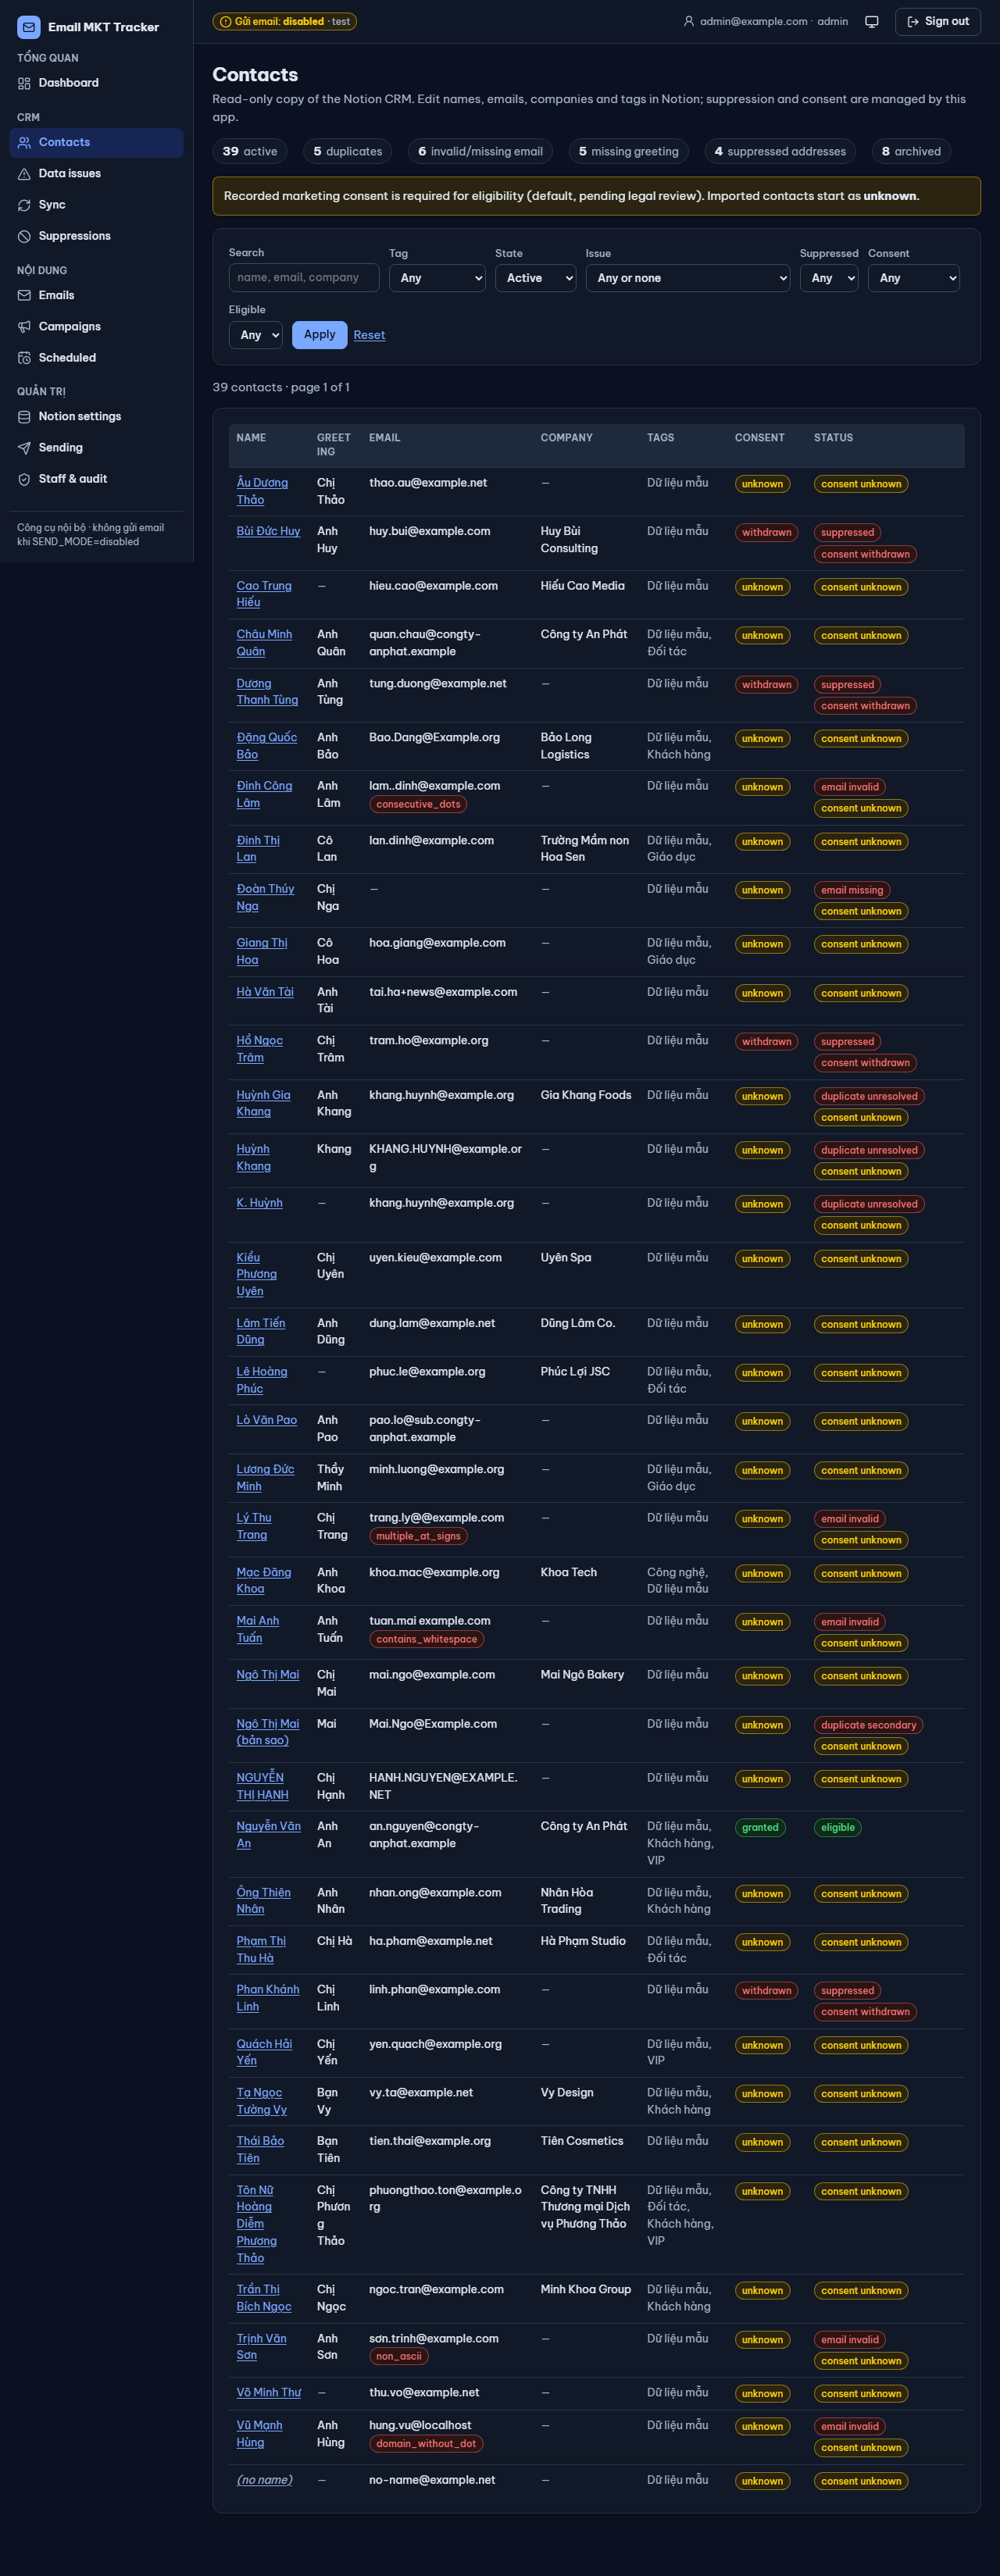 Email MKT Tracker
TỔNG QUAN
Dashboard
CRM
Contacts
Data issues
Sync
Suppressions
NỘI DUNG
Emails
Campaigns
Scheduled
QUẢN TRỊ
Notion settings
Sending
Staff & audit
Công cụ nội bộ · không gửi email
khi SEND_MODE=disabled
Gửi email: disabled · test
admin@example.com · admin
Sign out
Contacts
Read-only copy of the Notion CRM. Edit names, emails, companies and tags in Notion; suppression and consent are managed by this
app.
39 active
5 duplicates
6 invalid/missing email
5 missing greeting
4 suppressed addresses
8 archived
Recorded marketing consent is required for eligibility (default, pending legal review). Imported contacts start as unknown.
Search
Tag
State
Issue
Suppressed
Consent
name, email, company
Any
Active
Any or none
Any
Any
Eligible
Any
Apply
Reset
39 contacts · page 1 of 1
NAME GREET EMAIL COMPANY TAGS CONSENT STATUS
ING
Âu Dương Chị thao.au@example.net – Dữ liệu mẫu unknown consent unknown
Thảo Thảo
Bùi Đức Huy Anh huy.bui@example.com Huy Bùi Dữ liệu mẫu withdrawn suppressed
Huy Consulting consent withdrawn
Cao Trung – hieu.cao@example.com Hiếu Cao Media Dữ liệu mẫu unknown consent unknown
Hiếu
Châu Minh Anh quan.chau@congty- Công ty An Phát Dữ liệu mẫu, unknown consent unknown
Quân Quân anphat.example Đối tác
Dương Anh tung.duong@example.net – Dữ liệu mẫu withdrawn suppressed
Thanh Tùng Tùng consent withdrawn
Đặng Quốc Anh Bao.Dang@Example.org Bảo Long Dữ liệu mẫu, unknown consent unknown
Bảo Bảo Logistics Khách hàng
Đinh Công Anh lam..dinh@example.com – Dữ liệu mẫu unknown email invalid
Lâm Lâm consecutive_dots consent unknown
Đinh Thị Cô lan.dinh@example.com Trường Mầm non Dữ liệu mẫu, unknown consent unknown
Lan Lan Hoa Sen Giáo dục
Đoàn Thúy Chị – – Dữ liệu mẫu unknown email missing
Nga Nga consent unknown
Giang Thị Cô hoa.giang@example.com – Dữ liệu mẫu, unknown consent unknown
Hoa Hoa Giáo dục
Hà Văn Tài Anh tai.ha+news@example.com – Dữ liệu mẫu unknown consent unknown
Tài
Hồ Ngọc Chị tram.ho@example.org – Dữ liệu mẫu withdrawn suppressed
Trâm Trâm consent withdrawn
Huỳnh Gia Anh khang.huynh@example.org Gia Khang Foods Dữ liệu mẫu unknown duplicate unresolved
Khang Khang consent unknown
Huỳnh Khang KHANG.HUYNH@example.or – Dữ liệu mẫu unknown duplicate unresolved
Khang g consent unknown
K. Huỳnh – khang.huynh@example.org – Dữ liệu mẫu unknown duplicate unresolved
consent unknown
Kiều Chị uyen.kieu@example.com Uyên Spa Dữ liệu mẫu unknown consent unknown
Phương Uyên
Uyên
Lâm Tiến Anh dung.lam@example.net Dũng Lâm Co. Dữ liệu mẫu unknown consent unknown
Dũng Dũng
Lê Hoàng – phuc.le@example.org Phúc Lợi JSC Dữ liệu mẫu, unknown consent unknown
Phúc Đối tác
Lò Văn Pao Anh pao.lo@sub.congty- – Dữ liệu mẫu unknown consent unknown
Pao anphat.example
Lương Đức Thầy minh.luong@example.org – Dữ liệu mẫu, unknown consent unknown
Minh Minh Giáo dục
Lý Thu Chị trang.ly@@example.com – Dữ liệu mẫu unknown email invalid
Trang Trang multiple_at_signs consent unknown
Mạc Đăng Anh khoa.mac@example.org Khoa Tech Công nghệ, unknown consent unknown
Khoa Khoa Dữ liệu mẫu
Mai Anh Anh tuan.mai example.com – Dữ liệu mẫu unknown email invalid
Tuấn Tuấn contains_whitespace consent unknown
Ngô Thị Mai Chị mai.ngo@example.com Mai Ngô Bakery Dữ liệu mẫu unknown consent unknown
Mai
Ngô Thị Mai Mai Mai.Ngo@Example.com – Dữ liệu mẫu unknown duplicate secondary
(bản sao) consent unknown
NGUYỄN Chị HANH.NGUYEN@EXAMPLE. – Dữ liệu mẫu unknown consent unknown
THỊ HẠNH Hạnh NET
Nguyễn Văn Anh an.nguyen@congty- Công ty An Phát Dữ liệu mẫu, granted eligible
An An anphat.example Khách hàng,
VIP
Ông Thiện Anh nhan.ong@example.com Nhân Hòa Dữ liệu mẫu, unknown consent unknown
Nhân Nhân Trading Khách hàng
Phạm Thị Chị Hà ha.pham@example.net Hà Phạm Studio Dữ liệu mẫu, unknown consent unknown
Thu Hà Đối tác
Phan Khánh Chị linh.phan@example.com – Dữ liệu mẫu withdrawn suppressed
Linh Linh consent withdrawn
Quách Hải Chị yen.quach@example.org – Dữ liệu mẫu, unknown consent unknown
Yến Yến VIP
Tạ Ngọc Bạn vy.ta@example.net Vy Design Dữ liệu mẫu, unknown consent unknown
Tường Vy Vy Khách hàng
Thái Bảo Bạn tien.thai@example.org Tiên Cosmetics Dữ liệu mẫu unknown consent unknown
Tiên Tiên
Tôn Nữ Chị phuongthao.ton@example.o Công ty TNHH Dữ liệu mẫu, unknown consent unknown
Hoàng Phươn rg Thương mại Dịch Đối tác,
Diễm g vụ Phương Thảo Khách hàng,
Phương Thảo VIP
Thảo
Trần Thị Chị ngoc.tran@example.com Minh Khoa Group Dữ liệu mẫu, unknown consent unknown
Bích Ngọc Ngọc Khách hàng
Trịnh Văn Anh sơn.trinh@example.com – Dữ liệu mẫu unknown email invalid
Sơn Sơn non_ascii consent unknown
Võ Minh Thư – thu.vo@example.net – Dữ liệu mẫu unknown consent unknown
Vũ Mạnh Anh hung.vu@localhost – Dữ liệu mẫu unknown email invalid
Hùng Hùng domain_without_dot consent unknown
(no name) – no-name@example.net – Dữ liệu mẫu unknown consent unknown